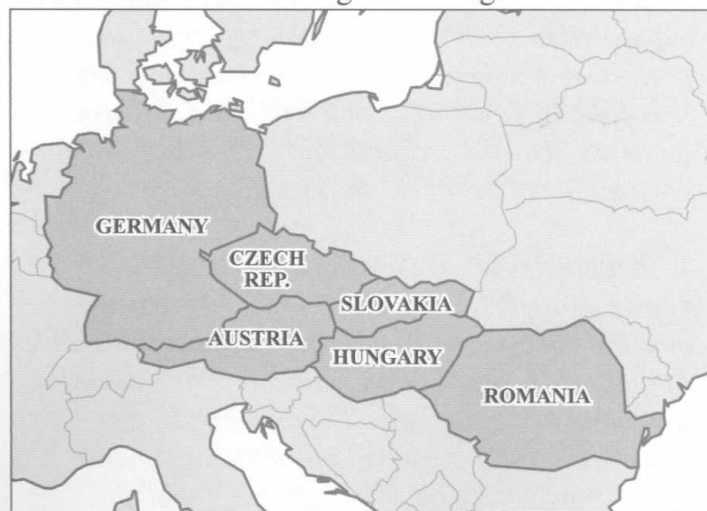 GERMANY
CZECH
REP.
SLOVAKIA
AUSTRIA
HUNGARY
ROMANIA